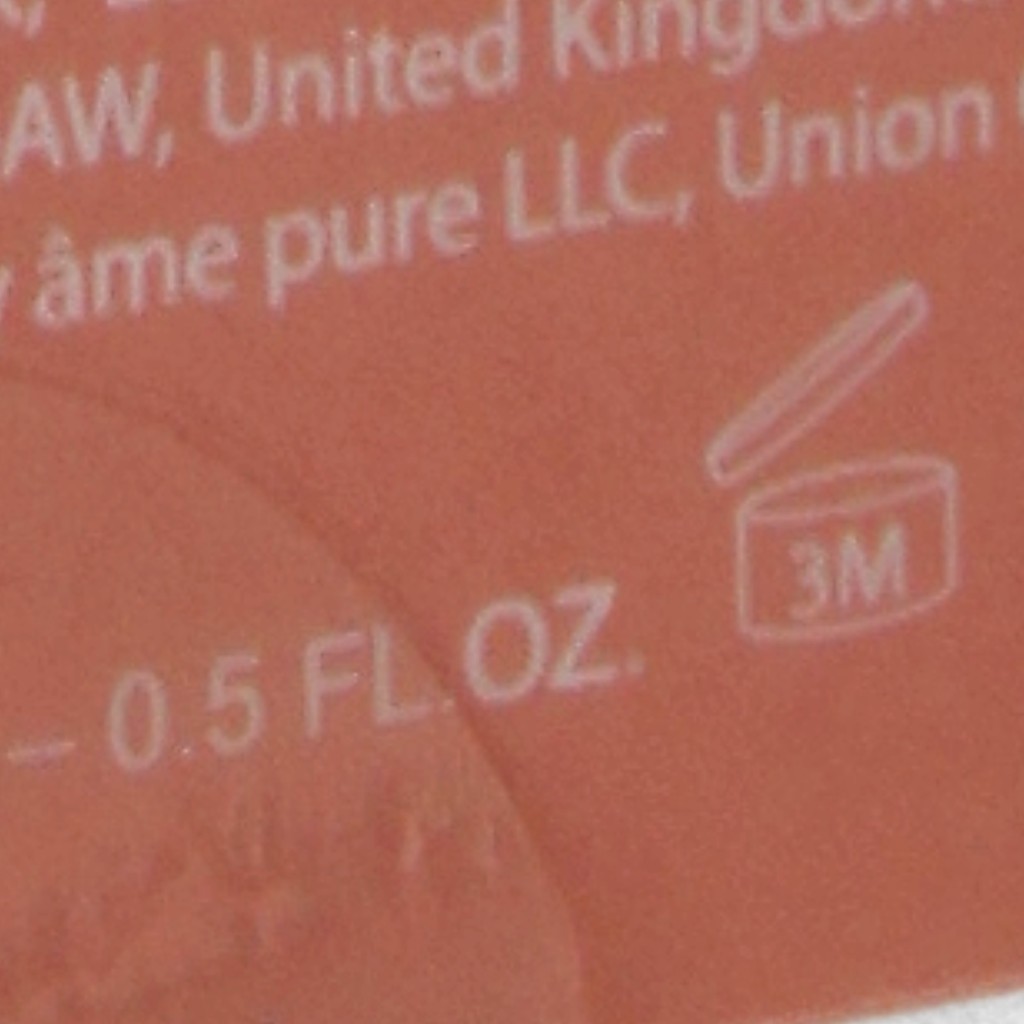 AW, United Kingdom
âme pure LLC, Union
3M
– 0.5 FL.OZ.